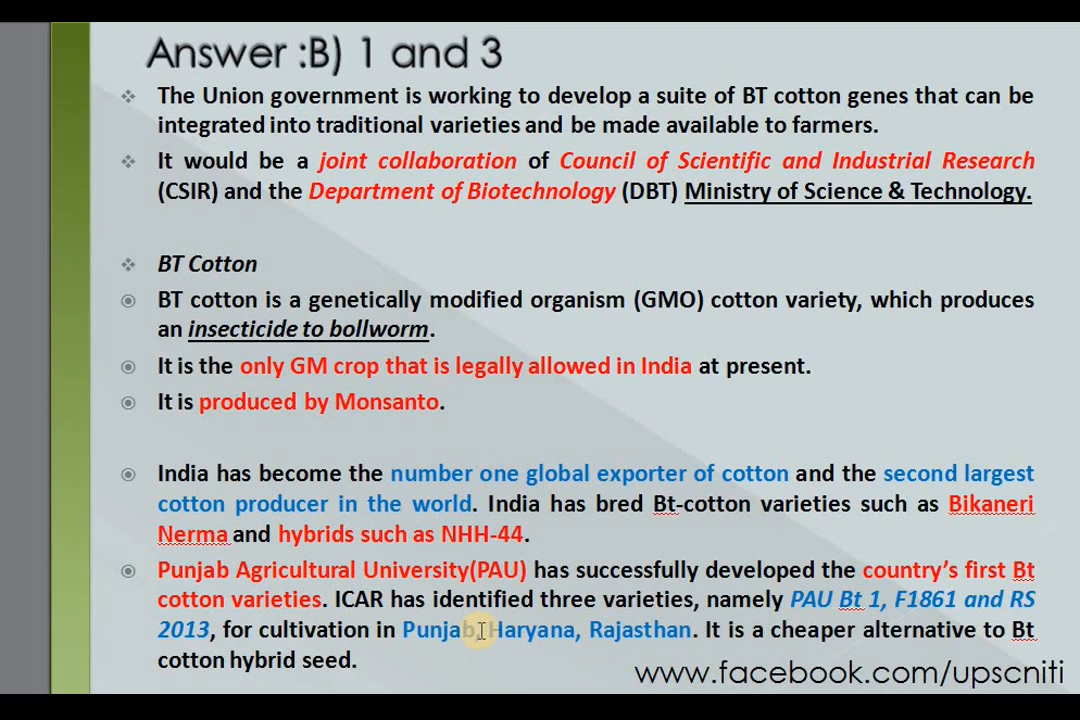 Answer :B) 1 and 3
The Union government is working to develop a suite of BT cotton genes that can be
integrated into traditional varieties and be made available to farmers.
It would be a joint collaboration of Council of Scientific and Industrial Research
(CSIR) and the Department of Biotechnology (DBT) Ministry of Science & Technology.
BT Cotton
BT cotton is a genetically modified organism (GMO) cotton variety, which produces
an insecticide to bollworm.
It is the only GM crop that is legally allowed in India at present.
It is produced by Monsanto.
India has become the number one global exporter of cotton and the second largest
cotton producer in the world. India has bred Bt-cotton varieties such as Bikaneri
Nerma and hybrids such as NHH-44.
Punjab Agricultural University(PAU) has successfully developed the country's first Bt
cotton varieties. ICAR has identified three varieties, namely PAU Bt 1, F1861 and RS
2013, for cultivation in Punjab, Haryana, Rajasthan. It is a cheaper alternative to Bt
cotton hybrid seed.
www.facebook.com/upscniti